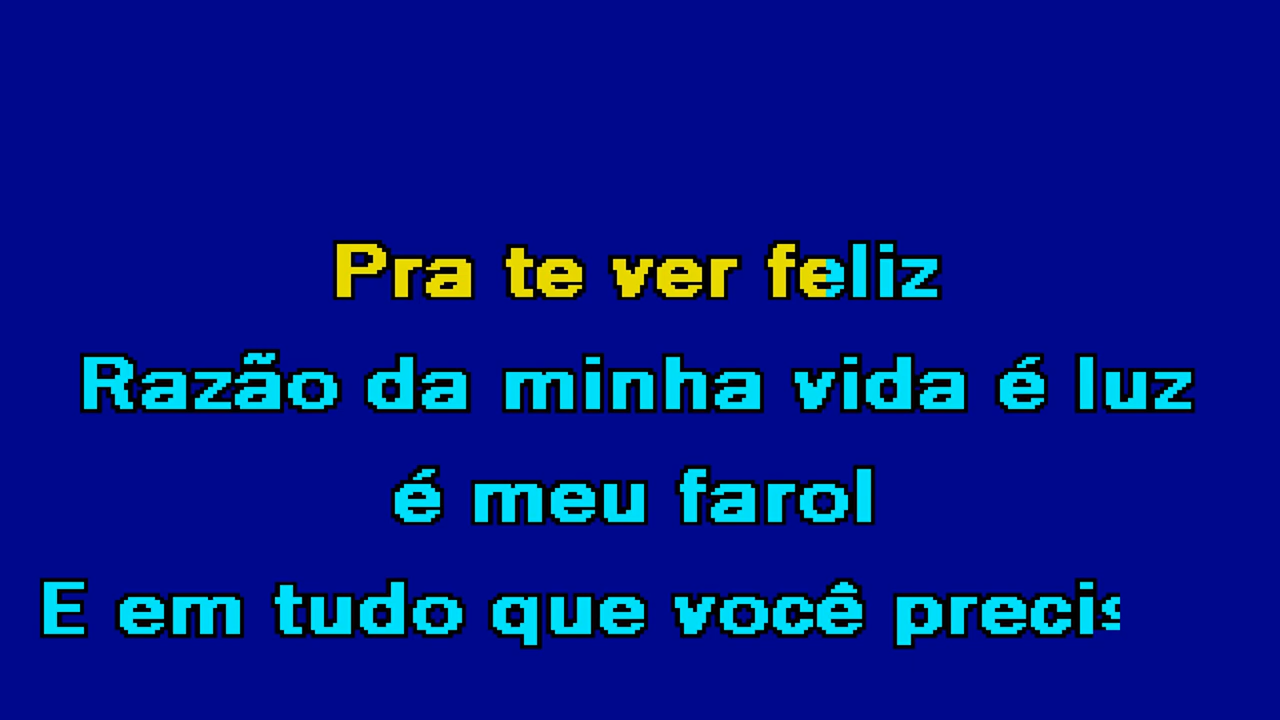 Pra te ver feliz
Razão da minha vida é luz
é meu farol
E em tudo que você precis